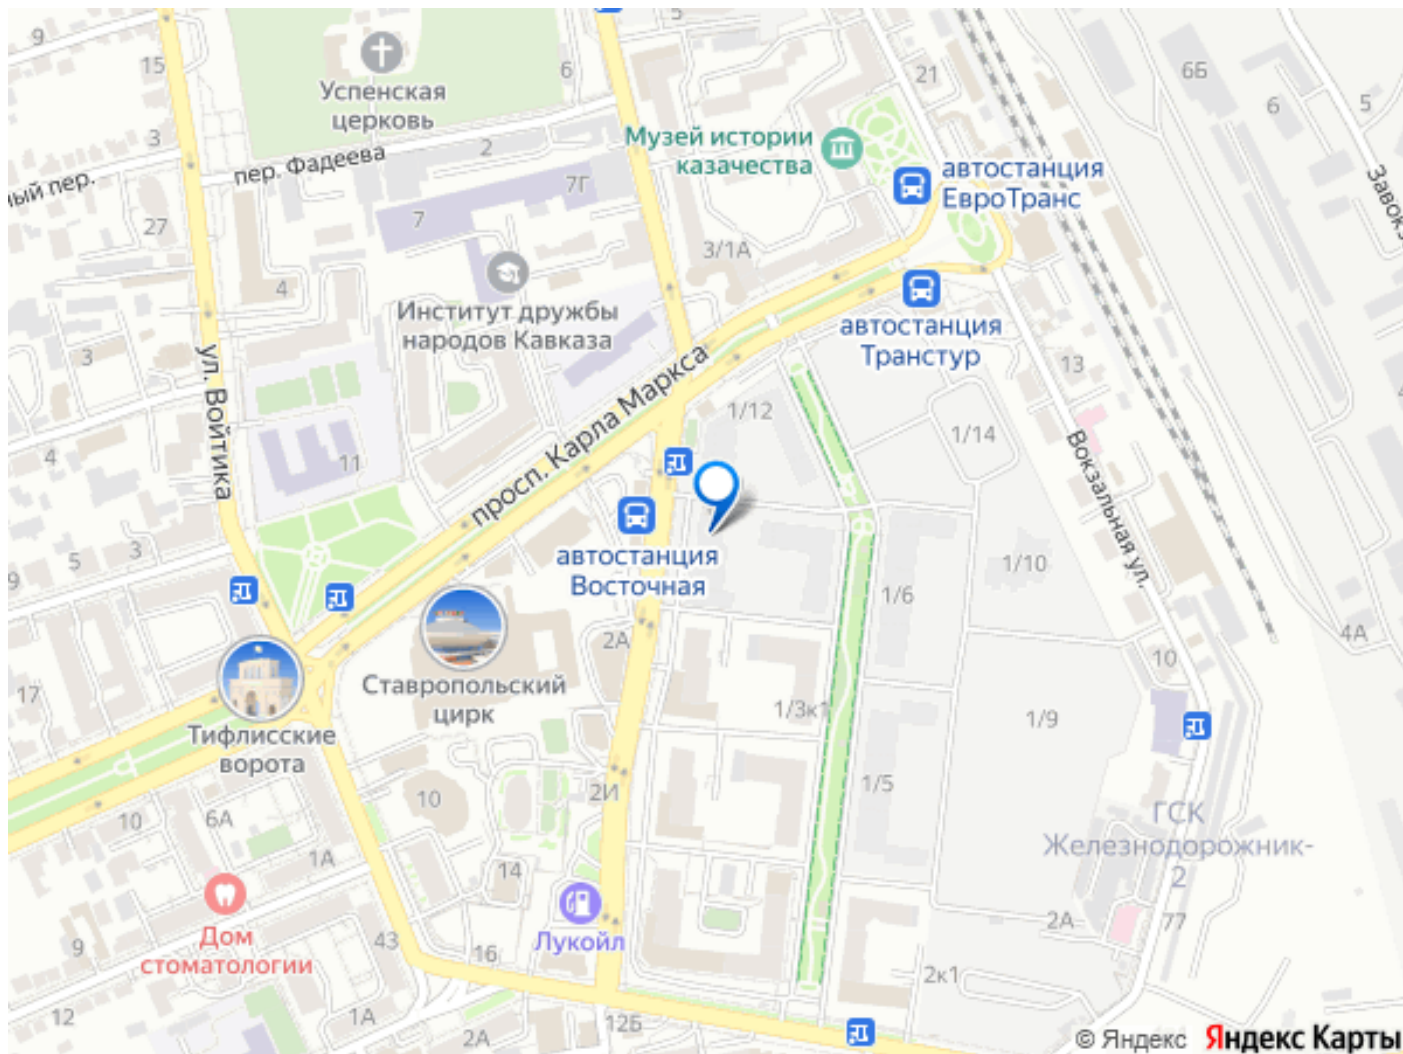 9
15
5
6
21
6Б
6
5
Успенская
церковь
3
2
пер. Фадеева
ный пер.
Музей истории
казачества
автостанция
ЕвроТранс
7Г
7
27
3/1А
4
Институт дружбы
народов Кавказа
автостанция
Транстур
3
ул. Войтика
просп. Карла Маркса
13
1/12
1/14
4
11
Вокзальная ул.
автостанция
Восточная
9
5
3
1/10
1/6
4А
2А
10
17
Ставропольский
цирк
1/3к1
1/9
Тифлисские
ворота
10
6А
10
2И
1/5
ГСК
Железнодорожник-
2
1А
14
Дом
стоматологии
9
43
16
Лукойл
2А
77
2к1
12
1А
2А
12Б
© Яндекс Яндекс Карты